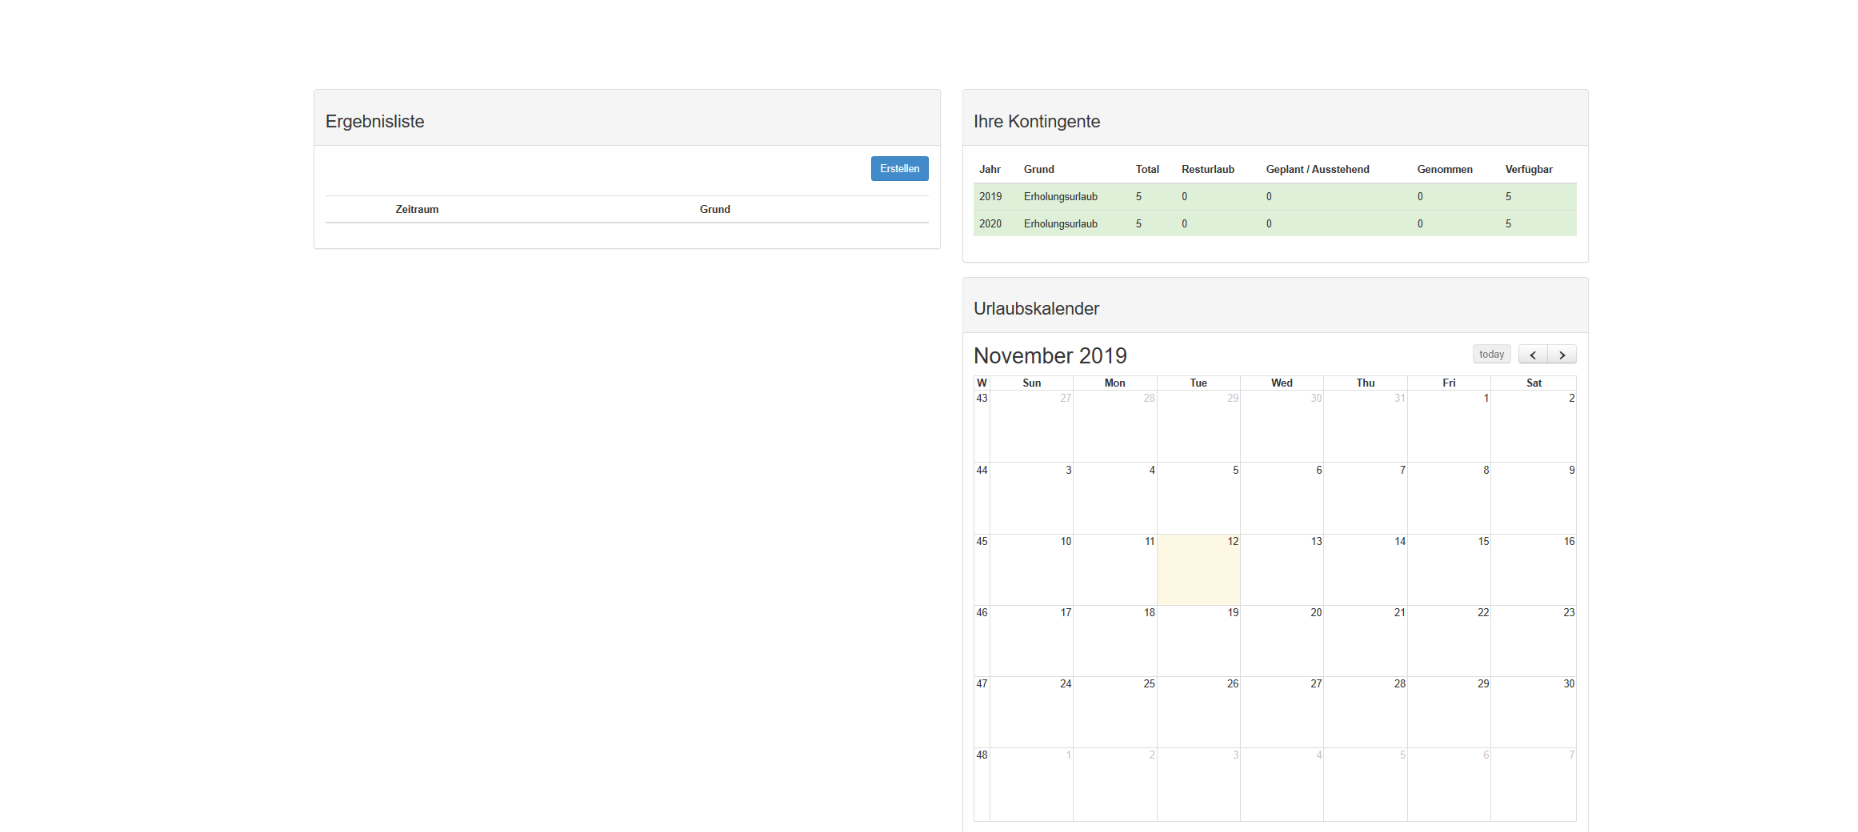 Ergebnisliste
Erstellen
Zeitraum Grund
Ihre Kontingente
Jahr Grund Total Resturlaub Geplant / Ausstehend Genommen Verfügbar
2019 Erholungsurlaub 5 0 0 0 5
2020 Erholungsurlaub 5 0 0 0 5
Urlaubskalender
November 2019 today
W Sun Mon Tue Wed Thu Fri Sat
43 27 28 29 30 31 1 2
44 3 4 5 6 7 8 9
45 10 11 12 13 14 15 16
46 17 18 19 20 21 22 23
47 24 25 26 27 28 29 30
48 1 2 3 4 5 6 7